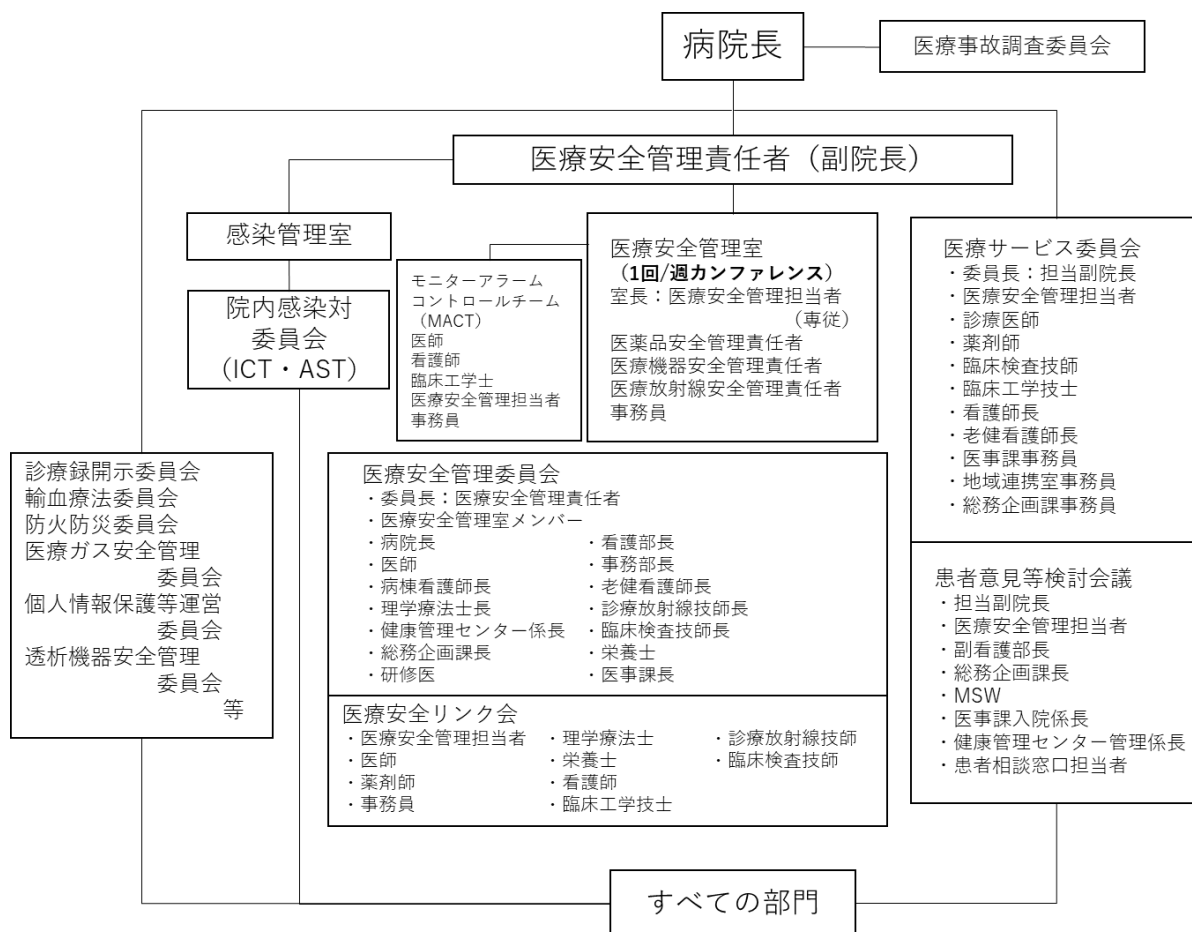 病院長
医療事故調査委員会
医療安全管理責任者（副院長）
感染管理室
院内感染対
委員会
(ICT・AST)
モニターアラーム
コントロールチーム
（MACT）
医師
看護師
臨床工学士
医療安全管理担当者
事務員
医療安全管理室
（1回/週カンファレンス）
室長：医療安全管理担当者
（専従）
医薬品安全管理責任者
医療機器安全管理責任者
医療放射線安全管理責任者
事務員
医療サービス委員会
・委員長：担当副院長
・医療安全管理担当者
・診療医師
・薬剤師
・臨床検査技師
・臨床工学技士
・看護師長
・老健看護師長
・医事課事務員
・地域連携室事務員
・総務企画課事務員
診療録開示委員会
輸血療法委員会
防火防災委員会
医療ガス安全管理
委員会
個人情報保護等運営
委員会
透析機器安全管理
委員会
等
医療安全管理委員会
・委員長：医療安全管理責任者
・医療安全管理室メンバー
・病院長 ・看護部長
・医師 ・事務部長
・病棟看護師長 ・老健看護師長
・理学療法士長 ・診療放射線技師長
・健康管理センター係長 ・臨床検査技師長
・総務企画課長 ・栄養士
・研修医 ・医事課長
医療安全リンク会
・医療安全管理担当者 ・理学療法士 ・診療放射線技師
・医師 ・栄養士 ・臨床検査技師
・薬剤師 ・看護師
・事務員 ・臨床工学技士
患者意見等検討会議
・担当副院長
・医療安全管理担当者
・副看護部長
・総務企画課長
・MSW
・医事課入院係長
・健康管理センター管理係長
・患者相談窓口担当者
すべての部門